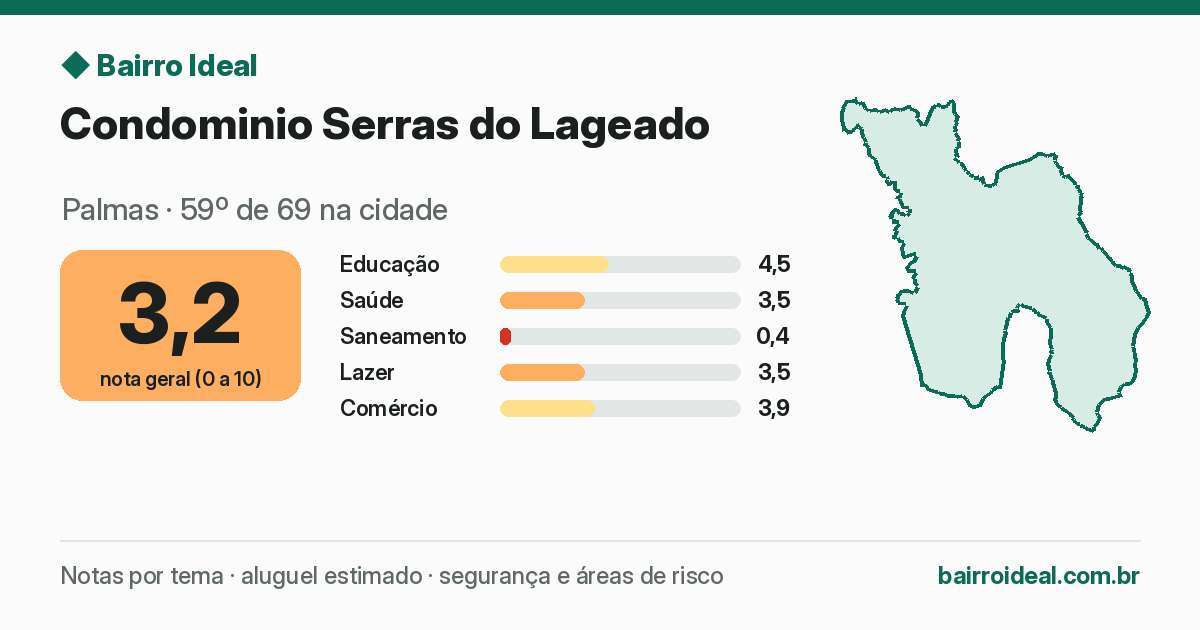 Bairro Ideal
Condominio Serras do Lageado
Palmas · 59º de 69 na cidade
3,2
nota geral (0 a 10)
Educação 4,5
Saúde 3,5
Saneamento 0,4
Lazer 3,5
Comércio 3,9
Notas por tema · aluguel estimado · segurança e áreas de risco
bairroideal.com.br